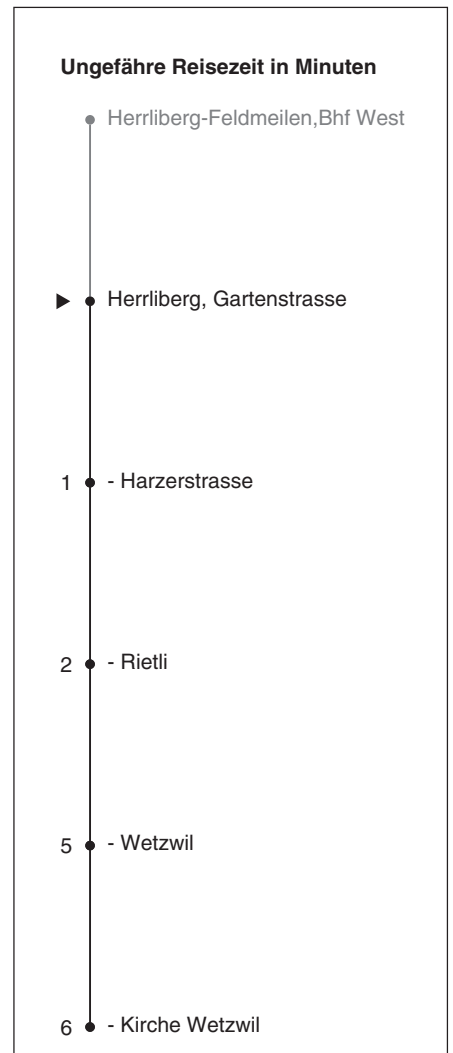 Ungefähre Reisezeit in Minuten
Herrliberg-Feldmeilen,Bhf West
Herrliberg, Gartenstrasse
1 - Harzerstrasse
2 - Rietli
5 - Wetzwil
6 - Kirche Wetzwil